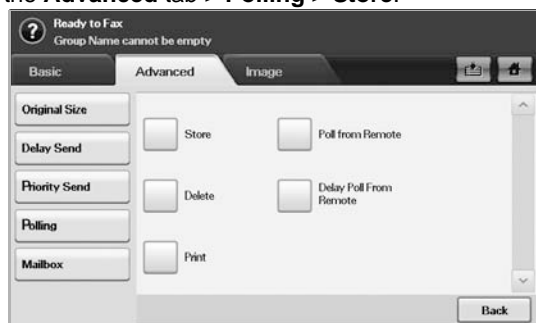 the Advanced tab > Polling > Store.
Ready to Fax
Group Name cannot be empty
Basic
Advanced
Image
Original Size
Delay Send
Priority Send
Polling
Mailbox
Store
Poll from Remote
Delete
Delay Poll From
Remote
Print
Back